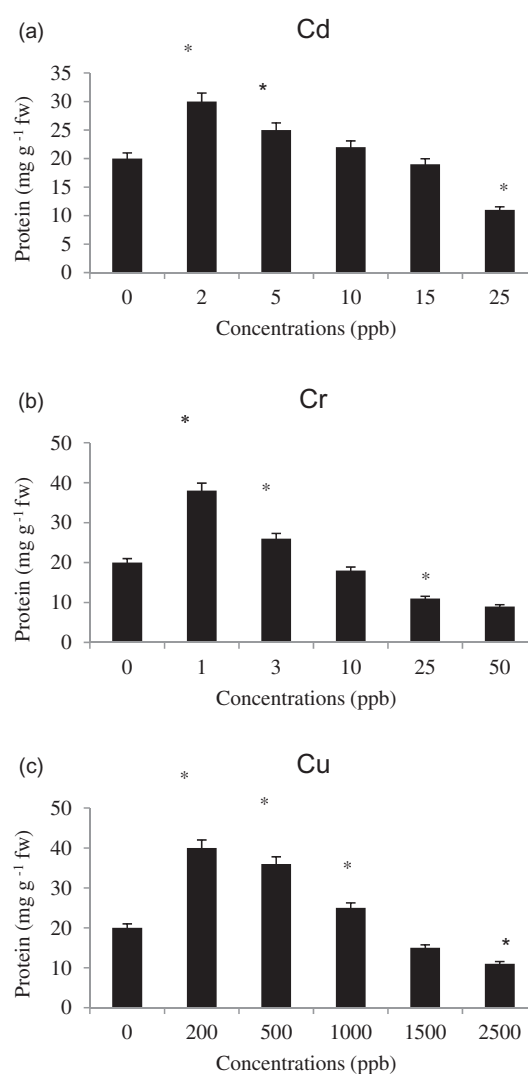 (a) Cd
* *
35
30
25
20
15
10
5
0
*
Protein (mg g⁻¹ fw)
0 2 5 10 15 25
Concentrations (ppb)
(b) Cr
*
50
40
30
20
10
0
*
*
Protein (mg g⁻¹ fw)
0 1 3 10 25 50
Concentrations (ppb)
(c) Cu
* *
50
40
30
20
10
0
*
*
Protein (mg g⁻¹ fw)
0 200 500 1000 1500 2500
Concentrations (ppb)